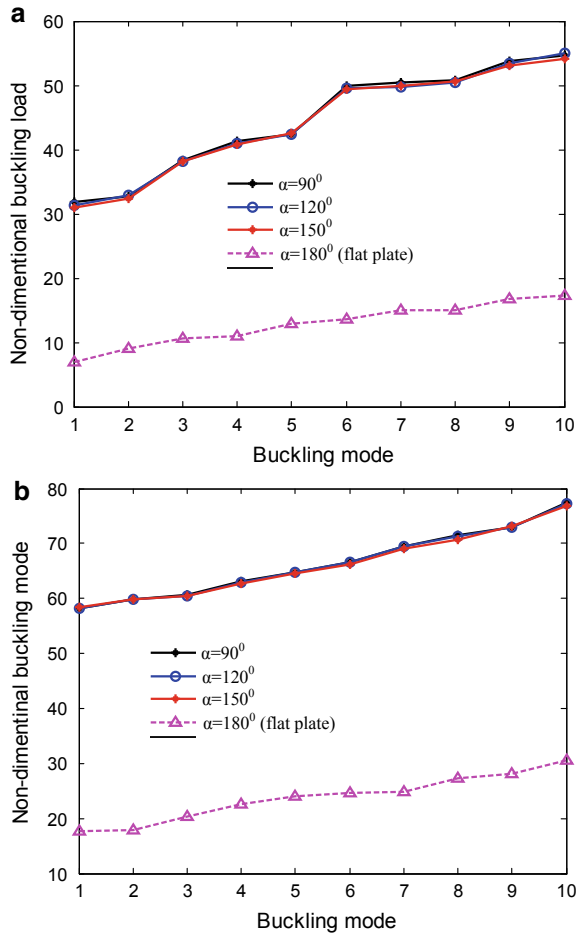 a
60
50
40
30
20
10
0
Non-dimentional buckling load
α=90⁰
α=120⁰
α=150⁰
α=180⁰ (flat plate)
1 2 3 4 5 6 7 8 9 10
Buckling mode
b
80
70
60
50
40
30
20
10
Non-dimentinal buckling mode
α=90⁰
α=120⁰
α=150⁰
α=180⁰ (flat plate)
1 2 3 4 5 6 7 8 9 10
Buckling mode